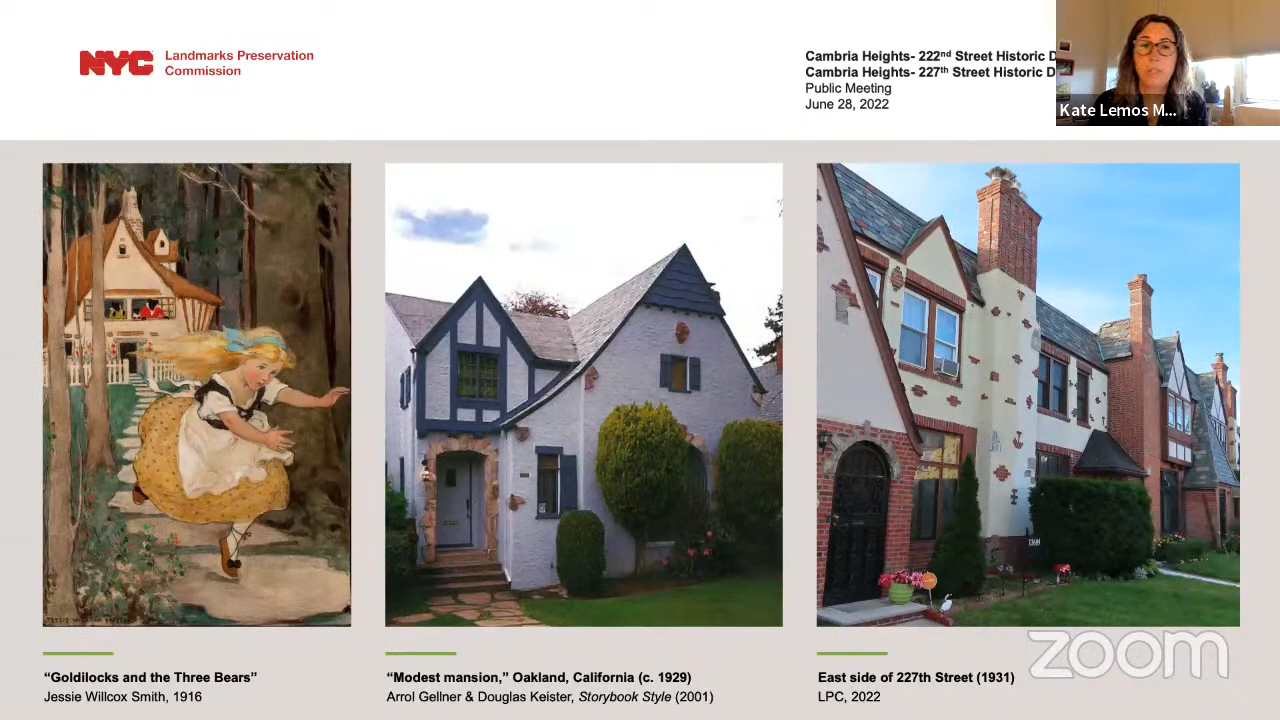 NYC Landmarks Preservation
Commission
Cambria Heights- 222nd Street Historic D
Cambria Heights- 227th Street Historic D
Public Meeting
June 28, 2022
Kate Lemos M...
zoom
“Goldilocks and the Three Bears”
Jessie Willcox Smith, 1916
“Modest mansion,” Oakland, California (c. 1929)
Arrol Gellner & Douglas Keister, Storybook Style (2001)
East side of 227th Street (1931)
LPC, 2022